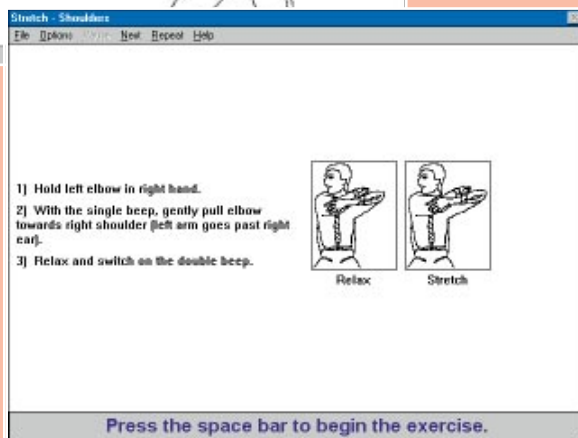 Stretch - Shoulders
File Options Pause Next Repeat Help
1) Hold left elbow in right hand.
2) With the single beep, gently pull elbow
towards right shoulder (left arm goes past right
ear).
3) Relax and switch on the double beep.
Relax Stretch
Press the space bar to begin the exercise.